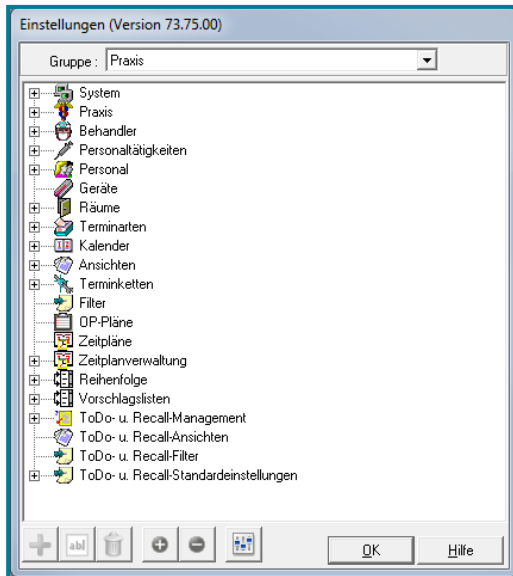 Einstellungen (Version 73.75.00)
Gruppe : Praxis
System
Praxis
Behandler
Personaltätigkeiten
Personal
Geräte
Räume
Terminarten
Kalender
Ansichten
Terminketten
Filter
OP-Pläne
Zeitpläne
Zeitplanverwaltung
Reihenfolge
Vorschlagslisten
ToDo- u. Recall-Management
ToDo- u. Recall-Ansichten
ToDo- u. Recall-Filter
ToDo- u. Recall-Standardeinstellungen
abl OK Hilfe